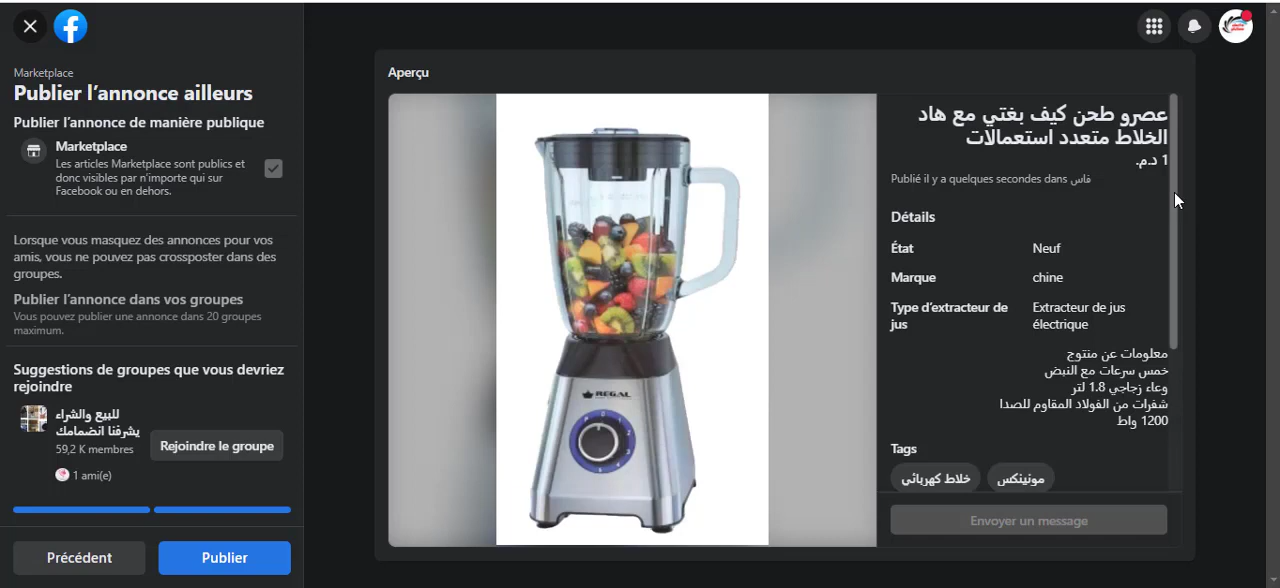 Marketplace
Publier l’annonce ailleurs
Publier l’annonce de manière publique
Marketplace
Les articles Marketplace sont publics et
donc visibles par n’importe qui sur
Facebook ou en dehors.
Lorsque vous masquez des annonces pour vos
amis, vous ne pouvez pas crossposter dans des
groupes.
Publier l’annonce dans vos groupes
Vous pouvez publier une annonce dans 20 groupes
maximum.
Suggestions de groupes que vous devriez
rejoindre
للبيع والشراء
يشرفنا انضمامك
59,2 K membres
Rejoindre le groupe
1 ami(e)
Précédent
Publier
Aperçu
REGAL
عصرو طحن كيف بغتي مع هاد
الخلاط متعدد استعمالات
1 د.م.
Publié il y a quelques secondes dans فاس
Détails
État Neuf
Marque chine
Type d’extracteur de jus Extracteur de jus électrique
معلومات عن منتوج
خمس سرعات مع النبض
وعاء زجاجي 1.8 لتر
شفرات من الفولاد المقاوم للصدا
1200 واط
Tags
خلاط كهربائي
مونينكس
Envoyer un message